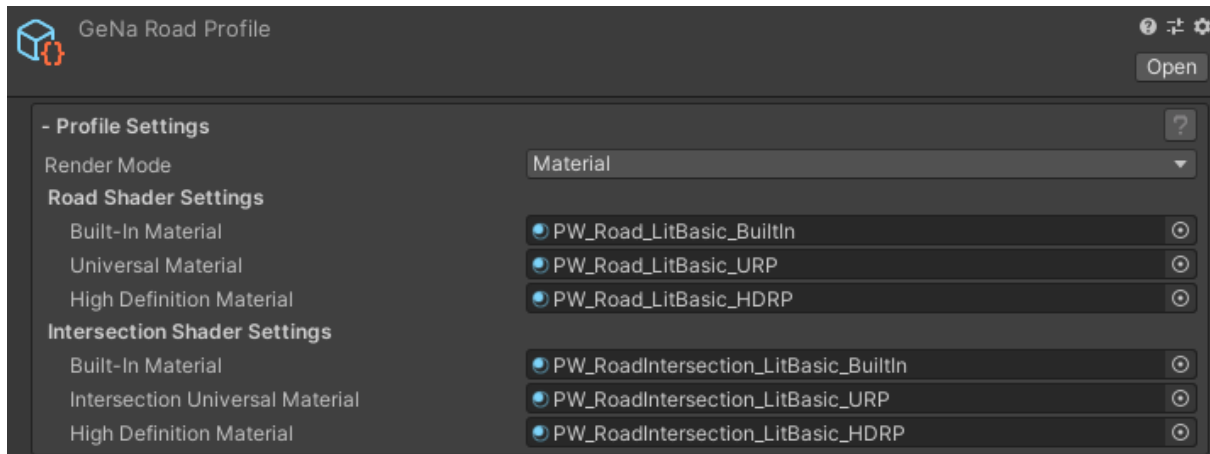 GeNa Road Profile
Open
- Profile Settings
?
Render Mode Material
Road Shader Settings
Built-In Material PW_Road_LitBasic_BuiltIn
Universal Material PW_Road_LitBasic_URP
High Definition Material PW_Road_LitBasic_HDRP
Intersection Shader Settings
Built-In Material PW_RoadIntersection_LitBasic_BuiltIn
Intersection Universal Material PW_RoadIntersection_LitBasic_URP
High Definition Material PW_RoadIntersection_LitBasic_HDRP